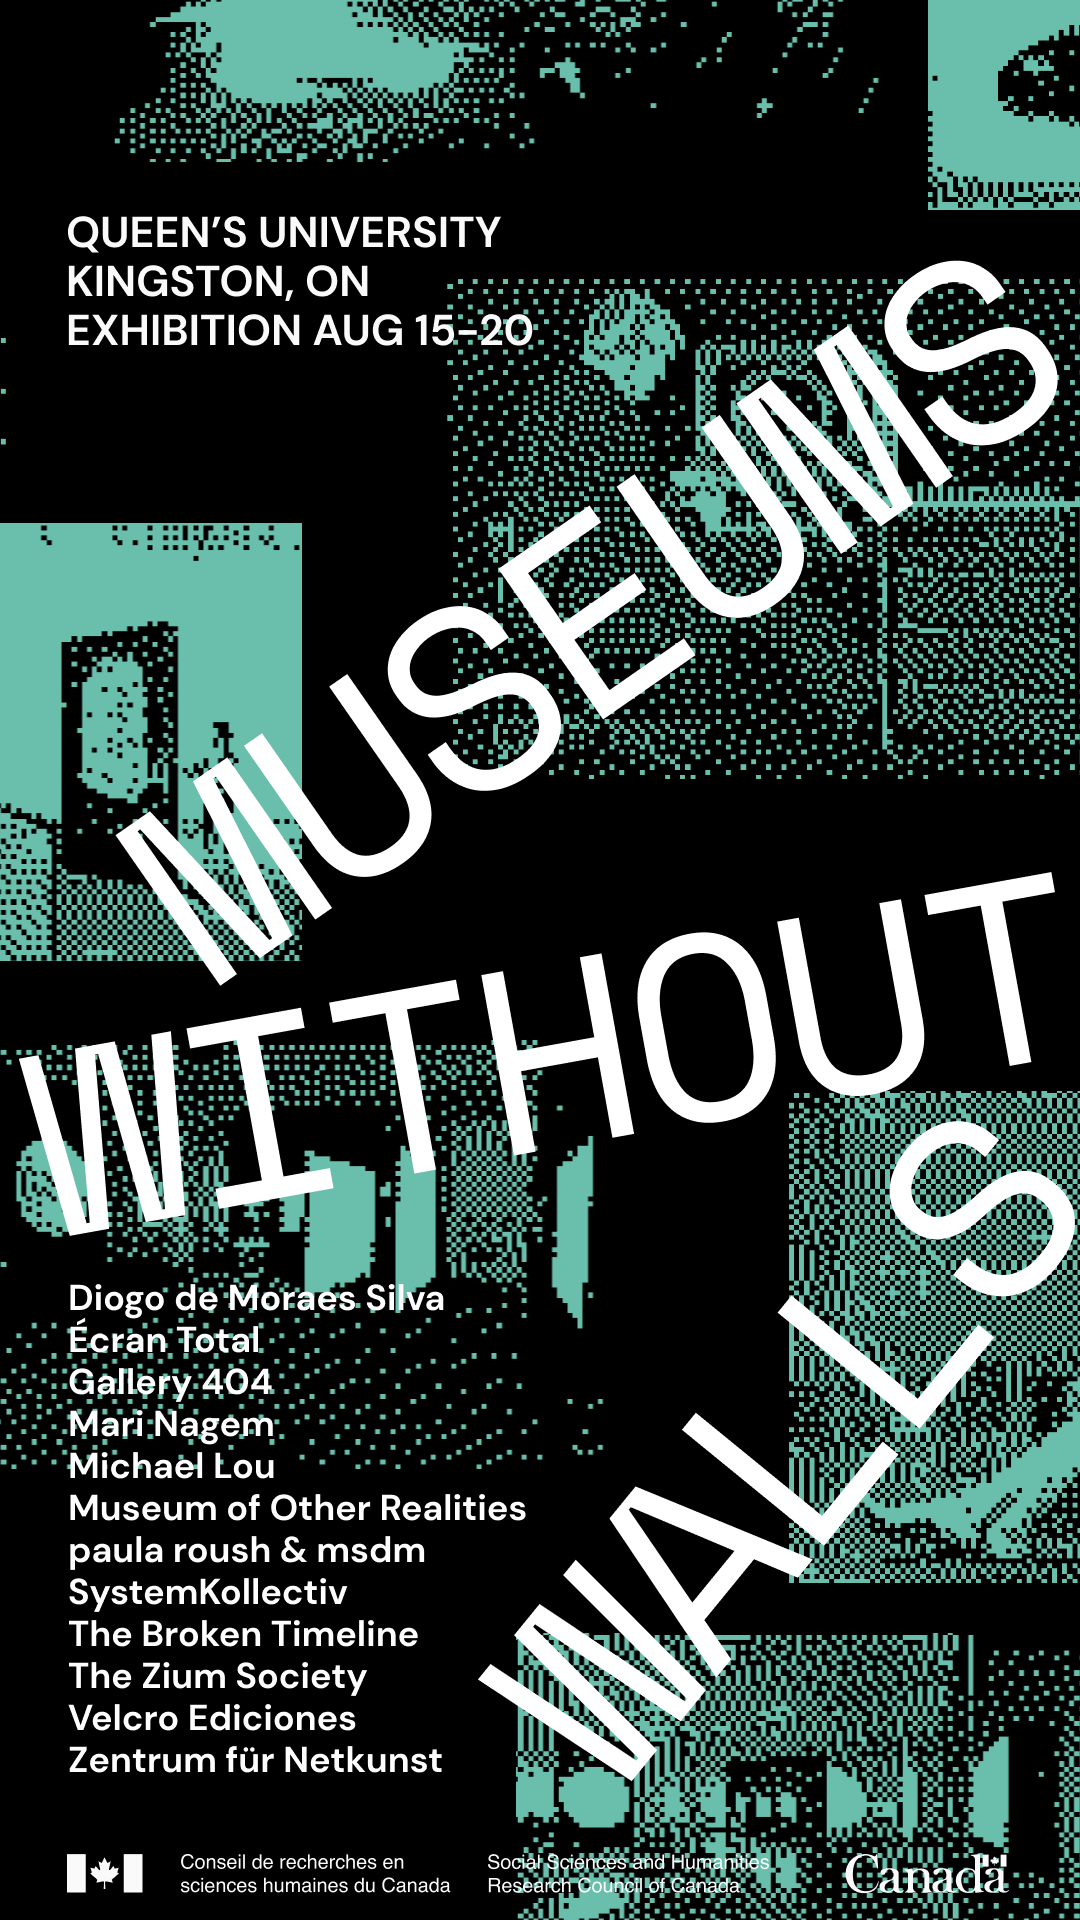 QUEEN’S UNIVERSITY
KINGSTON, ON
EXHIBITION AUG 15–20
MUSEUMS
WITHOUT
WALLS
Diogo de Moraes Silva
Écran Total
Gallery 404
Mari Nagem
Michael Lou
Museum of Other Realities
paula roush & msdm
SystemKollectiv
The Broken Timeline
The Zium Society
Velcro Ediciones
Zentrum für Netkunst
Conseil de recherches en
sciences humaines du Canada
Social Sciences and Humanities
Research Council of Canada
Canada